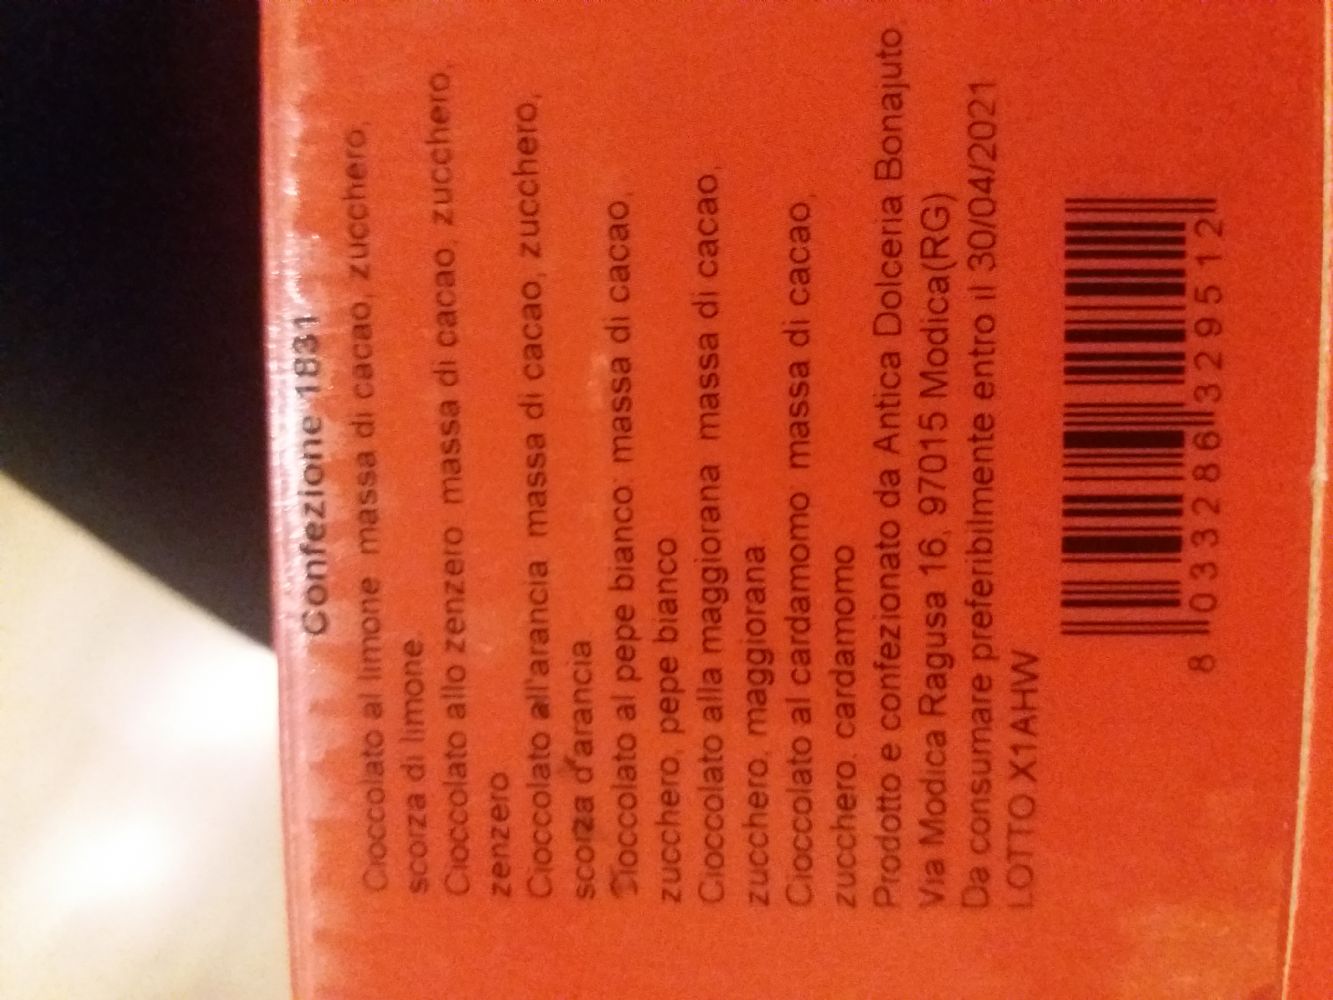 Confezione 1831
Cioccolato al limone massa di cacao, zucchero,
scorza di limone.
Cioccolato allo zenzero massa di cacao, zucchero,
zenzero
Cioccolato all'arancia massa di cacao, zucchero,
scorza d'arancia
Cioccolato al pepe bianco: massa di cacao,
zucchero, pepe bianco
Cioccolato alla maggiorana massa di cacao,
zucchero, maggiorana
Cioccolato al cardamomo massa di cacao,
zucchero, cardamomo
Prodotto e confezionato da Antica Dolceria Bonajuto
Via Modica Ragusa 16, 97015 Modica(RG)
Da consumare preferibilmente entro il 30/04/2021
LOTTO X1AHW
8 033286 329512